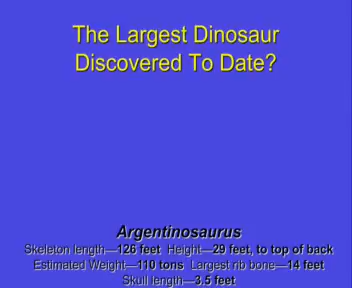 The Largest Dinosaur
Discovered To Date?
Argentinosaurus
Skeleton length—126 feet Height—29 feet, to top of back
Estimated Weight—110 tons Largest rib bone—14 feet
Skull length—3.5 feet